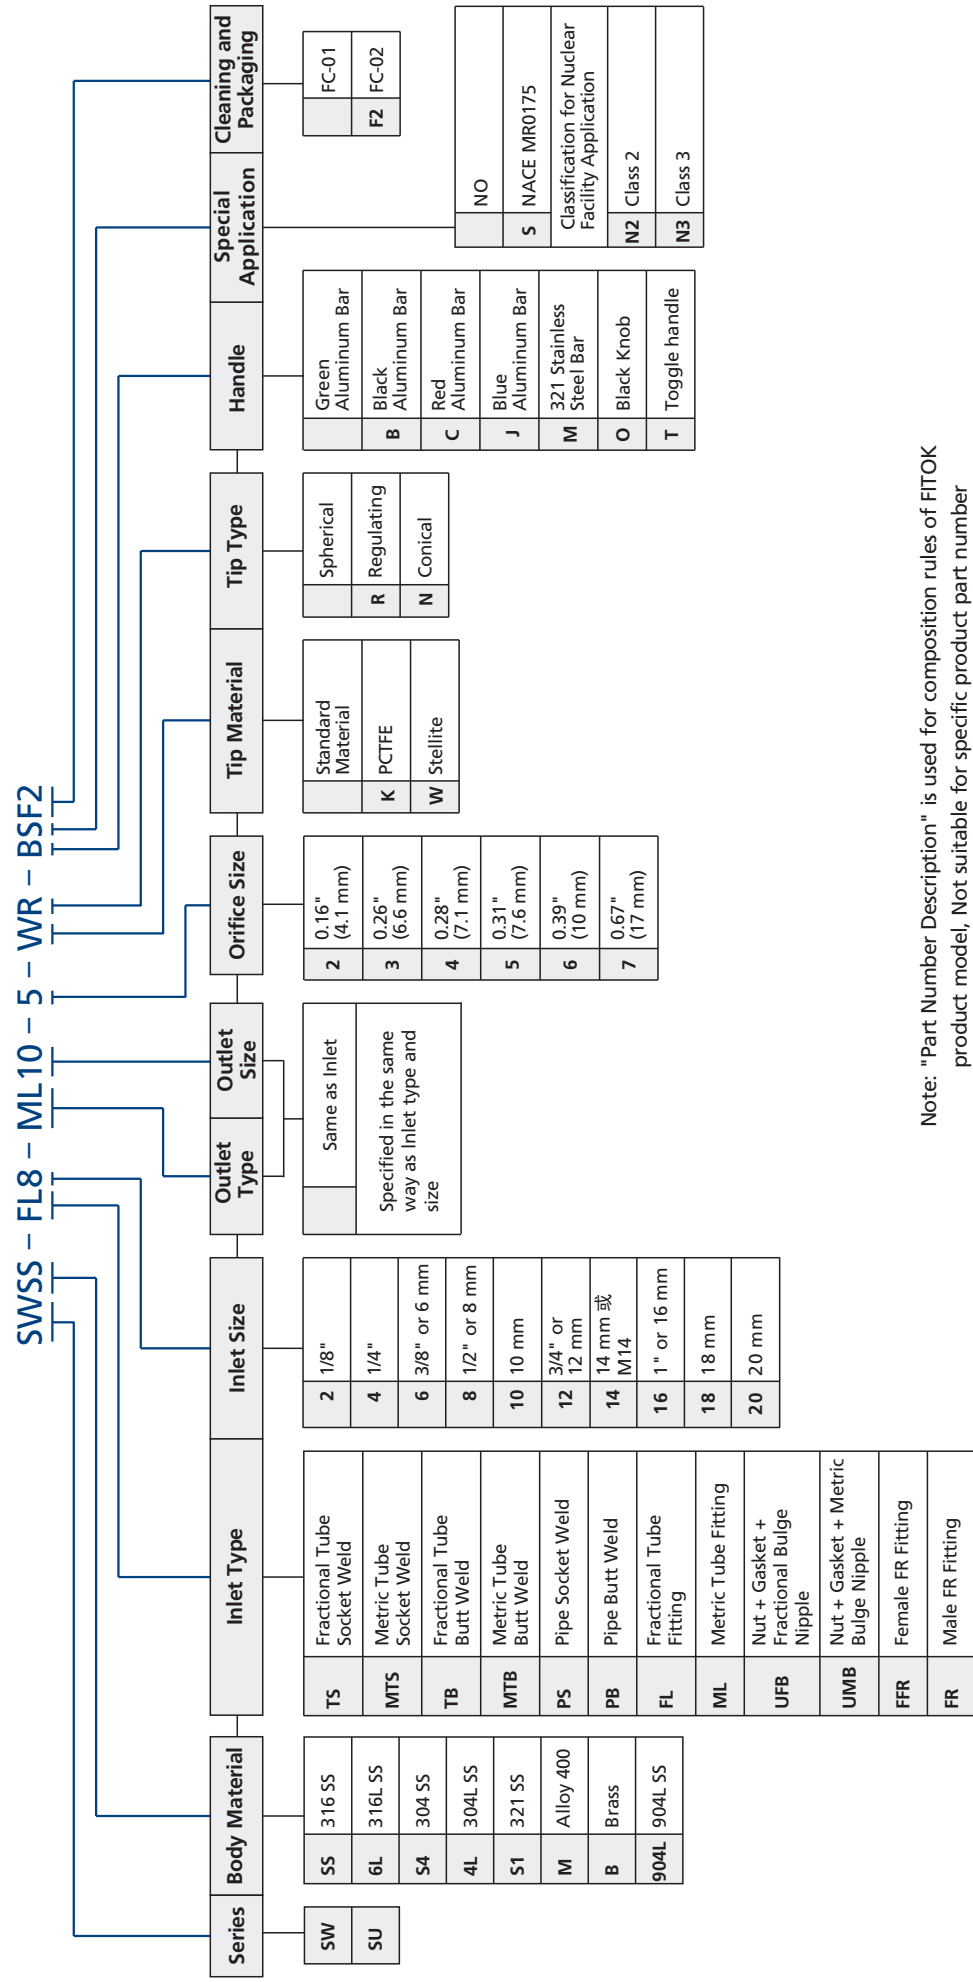 SWSS – FL8 – ML10 – 5 – WR – BSF2
Series
SW
SU
Body Material
SS 316 SS
6L 316L SS
S4 304 SS
4L 304L SS
S1 321 SS
M Alloy 400
B Brass
904L 904L SS
Inlet Type
TS Fractional Tube
Socket Weld
MTS Metric Tube
Socket Weld
TB Fractional Tube
Butt Weld
MTB Metric Tube
Butt Weld
PS Pipe Socket Weld
PB Pipe Butt Weld
FL Fractional Tube
Fitting
ML Metric Tube Fitting
UFB Nut + Gasket +
Fractional Bulge
Nipple
UMB Nut + Gasket + Metric
Bulge Nipple
FFR Female FR Fitting
FR Male FR Fitting
Inlet Size
2 1/8"
4 1/4"
6 3/8" or 6 mm
8 1/2" or 8 mm
10 10 mm
12 3/4" or
12 mm
14 14 mm 或
M14
16 1" or 16 mm
18 18 mm
20 20 mm
Outlet
Type
Outlet
Size
Same as Inlet
Specified in the same
way as Inlet type and
size
Orifice Size
2 0.16"
(4.1 mm)
3 0.26"
(6.6 mm)
4 0.28"
(7.1 mm)
5 0.31"
(7.6 mm)
6 0.39"
(10 mm)
7 0.67"
(17 mm)
Tip Material
Standard
Material
K PCTFE
W Stellite
Tip Type
Spherical
R Regulating
N Conical
Handle
Green
Aluminum Bar
B Black
Aluminum Bar
C Red
Aluminum Bar
J Blue
Aluminum Bar
M 321 Stainless
Steel Bar
O Black Knob
T Toggle handle
Special
Application
NO
S NACE MR0175
Classification for Nuclear
Facility Application
N2 Class 2
N3 Class 3
Cleaning and
Packaging
FC-01
F2 FC-02
Note: "Part Number Description" is used for composition rules of FITOK
product model, Not suitable for specific product part number